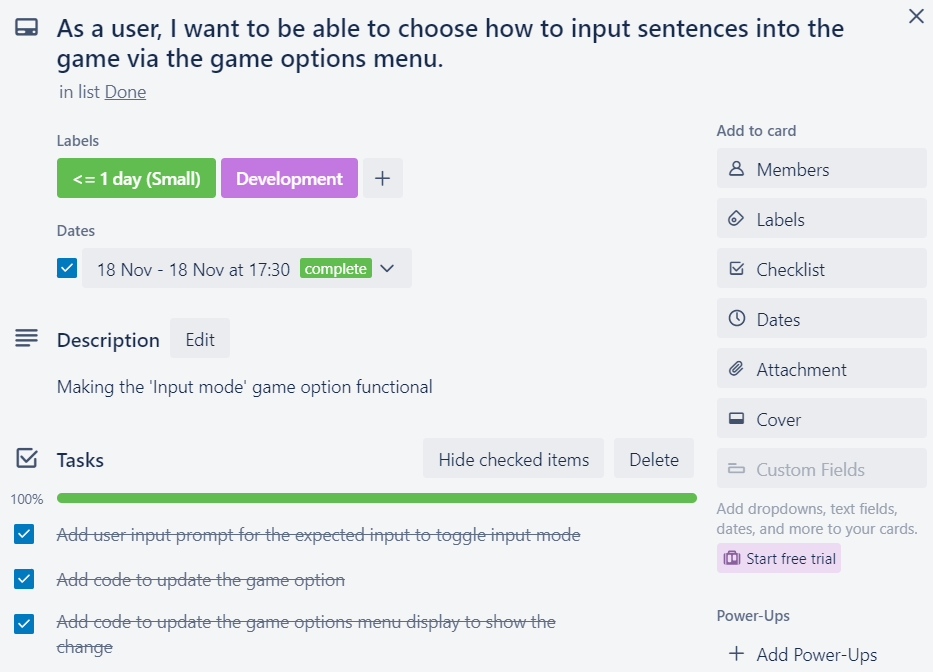 As a user, I want to be able to choose how to input sentences into the
game via the game options menu.
in list Done
Labels
<= 1 day (Small)
Development
+
Dates
18 Nov - 18 Nov at 17:30
complete
Description
Edit
Making the 'Input mode' game option functional
Tasks
Hide checked items
Delete
100%
Add user input prompt for the expected input to toggle input mode
Add code to update the game option
Add code to update the game options menu display to show the
change
Add to card
Members
Labels
Checklist
Dates
Attachment
Cover
Custom Fields
Add dropdowns, text fields,
dates, and more to your cards.
Start free trial
Power-Ups
+ Add Power-Ups